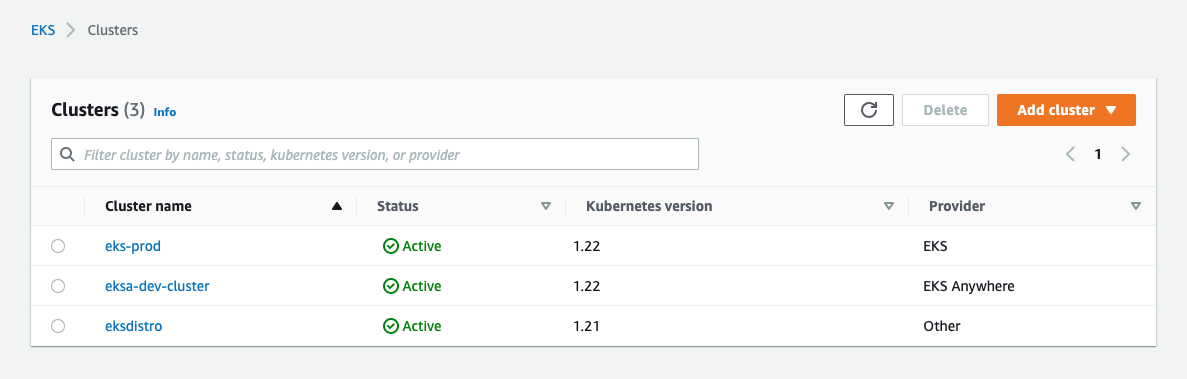 EKS Clusters
Clusters (3) Info
Delete Add cluster
Filter cluster by name, status, kubernetes version, or provider
1
Cluster name Status Kubernetes version Provider
eks-prod Active 1.22 EKS
eksa-dev-cluster Active 1.22 EKS Anywhere
eksdistro Active 1.21 Other